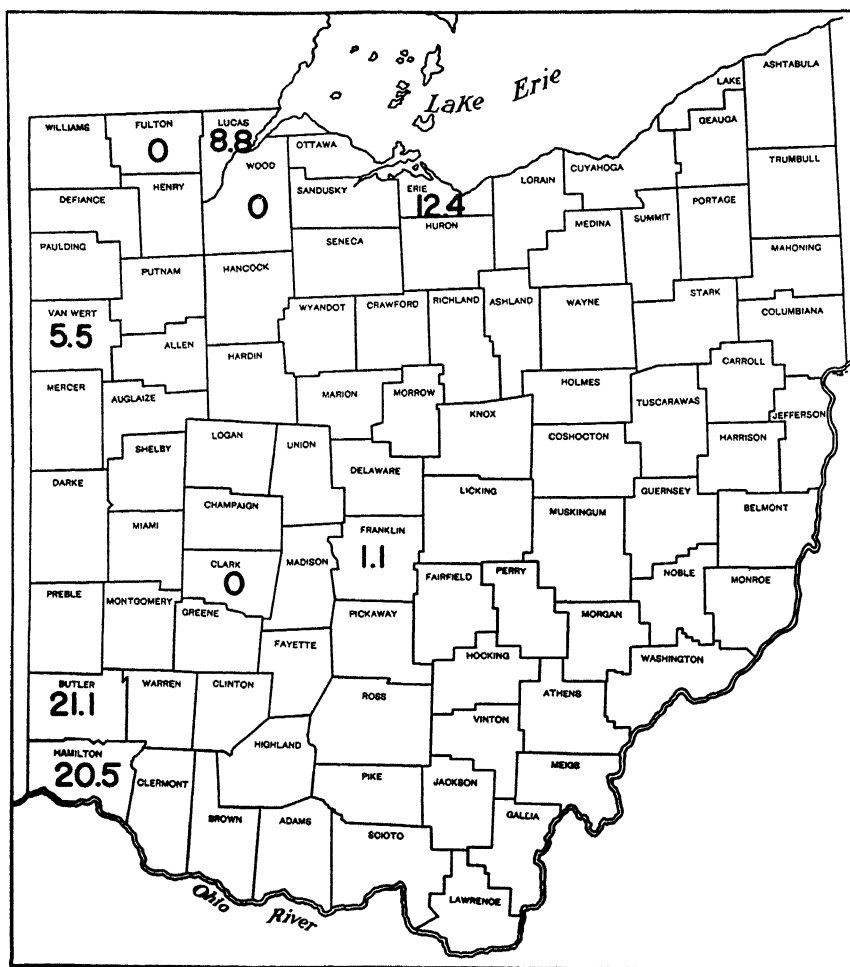 Lake Erie
LAKE
ASHTABULA
GEAUGA
WILLIAMS
FULTON
0
LUCAS
8.8
OTTAWA
WOOD
0
CUYAHOGA
TRUMBULL
DEFIANCE
HENRY
SANDUSKY
ERIE
12.4
LORAIN
MEDINA
SUMMIT
PORTAGE
HURON
SENECA
PAULDING
PUTNAM
HANCOCK
MAHONING
VAN WERT
5.5
ALLEN
WYANDOT
CRAWFORD
RICHLAND
ASHLAND
WAYNE
STARK
COLUMBIANA
HARDIN
CARROLL
MERCER
AUGLAIZE
MARION
MORROW
HOLMES
TUSCARAWAS
JEFFERSON
KNOX
LOGAN
UNION
SHELBY
COSHOCTON
HARRISON
DARKE
DELAWARE
LICKING
GUERNSEY
CHAMPAIGN
MUSKINGUM
BELMONT
MIAMI
FRANKLIN
1.1
CLARK
0
MADISON
FAIRFIELD
PERRY
NOBLE
MONROE
PREBLE
MONTGOMERY
GREENE
PICKAWAY
MORGAN
FAYETTE
HOCKING
WASHINGTON
BUTLER
21.1
WARREN
CLINTON
ROSS
ATHENS
VINTON
HAMILTON
20.5
HIGHLAND
MEIGS
CLERMONT
PIKE
JACKSON
BROWN
ADAMS
SCIOTO
GALLIA
LAWRENCE
Ohio River